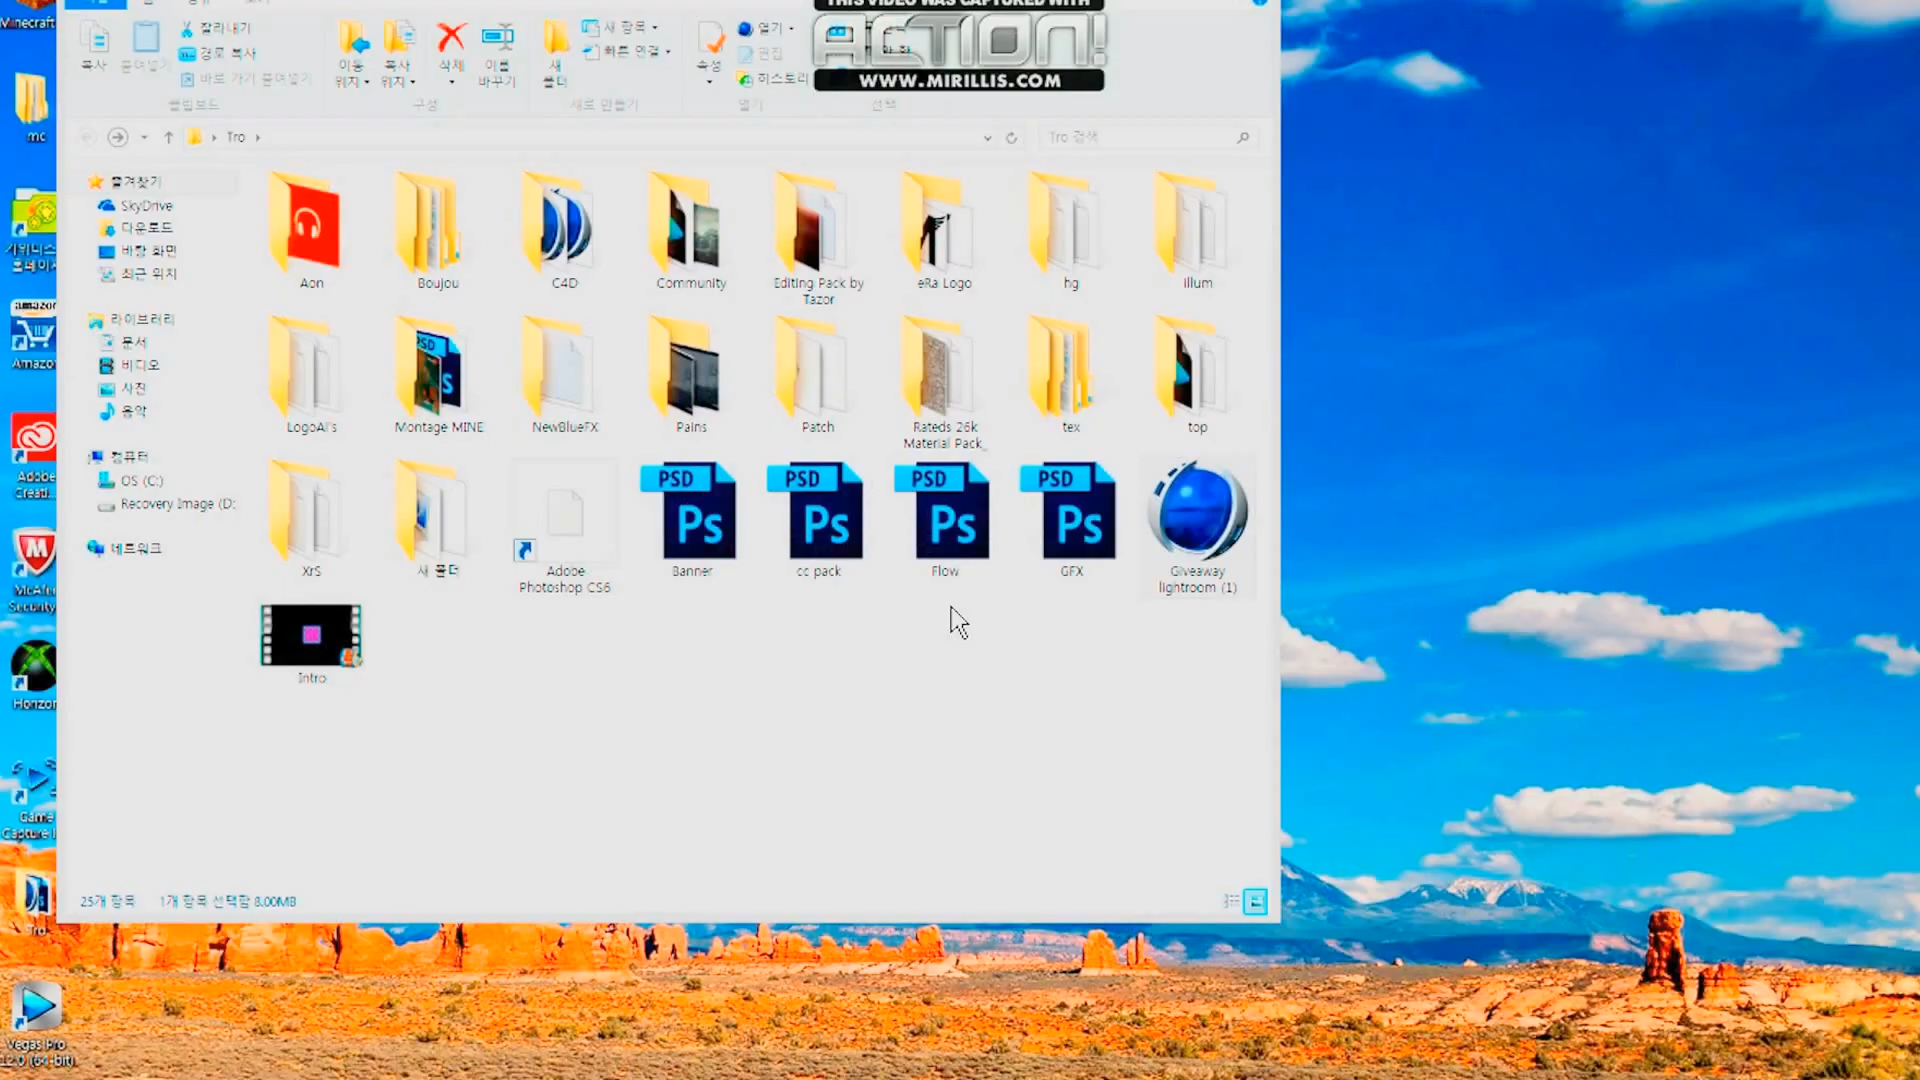 THIS VIDEO WAS CAPTURED WITH
ACTION!
WWW.MIRILLIS.COM
Minecraft
mc
amazon
Amazo
Adobe
Creati...
McAfee
Security
Horizon
Game
Capture
Tro
Vegas Pro
12.0 (64-bit)
복사
붙여넣기
잘라내기
경로 복사
바로 가기 붙여넣기
클립보드
이동
위치
복사
위치
삭제
이름
바꾸기
구성
새
폴더
새 항목
빠른 연결
새로 만들기
속성
열기
편집
히스토리
열기
선택
Tro
Tro 검색
즐겨찾기
SkyDrive
다운로드
바탕 화면
최근 위치
라이브러리
문서
비디오
사진
음악
컴퓨터
OS (C:)
Recovery Image (D:
네트워크
Aon
Boujou
C4D
Community
Editing Pack by
Tazor
eRa Logo
hg
illum
LogoAI's
Montage MINE
NewBlueFX
Pains
Patch
Rateds 26k
Material Pack_
tex
top
XrS
새 폴더
Adobe
Photoshop CS6
PSD
Ps
Banner
PSD
Ps
cc pack
PSD
Ps
Flow
PSD
Ps
GFX
Giveaway
lightroom (1)
Intro
25개 항목
1개 항목 선택함 8.00MB